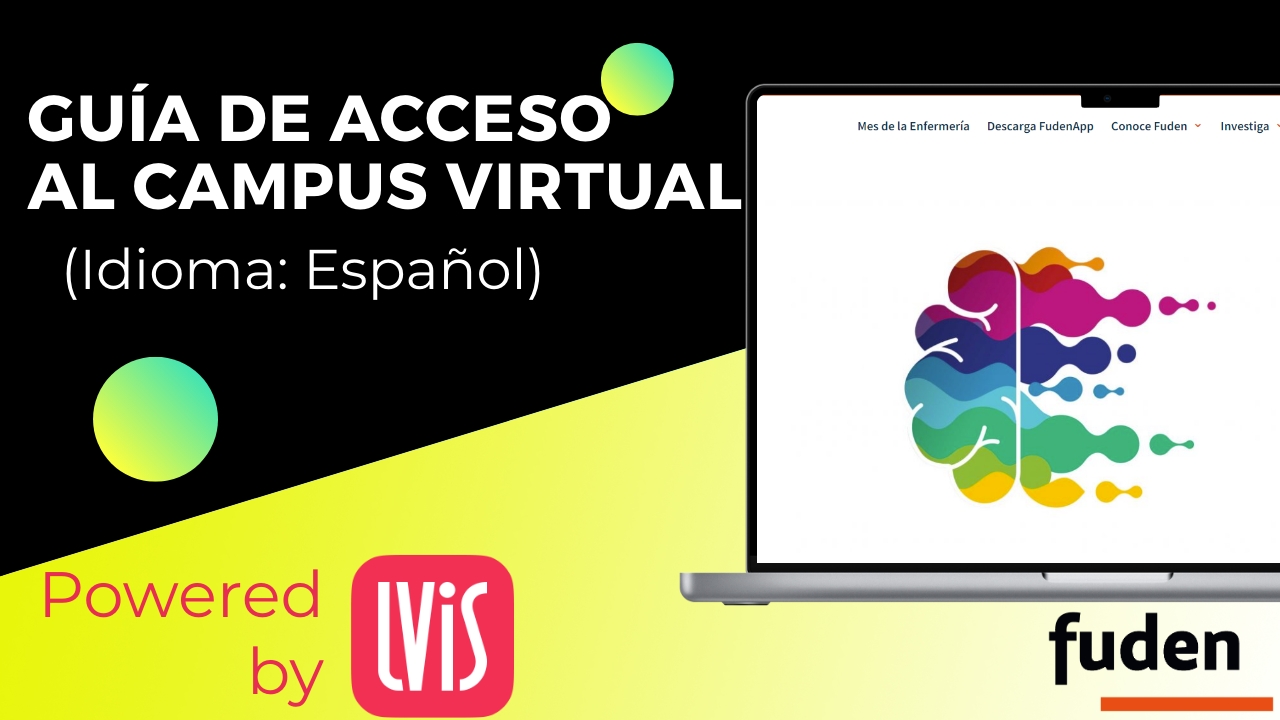 GUÍA DE ACCESO
AL CAMPUS VIRTUAL
(Idioma: Español)
Mes de la Enfermería Descarga FudenApp Conoce Fuden Investiga
Powered
by
LViS
fuden